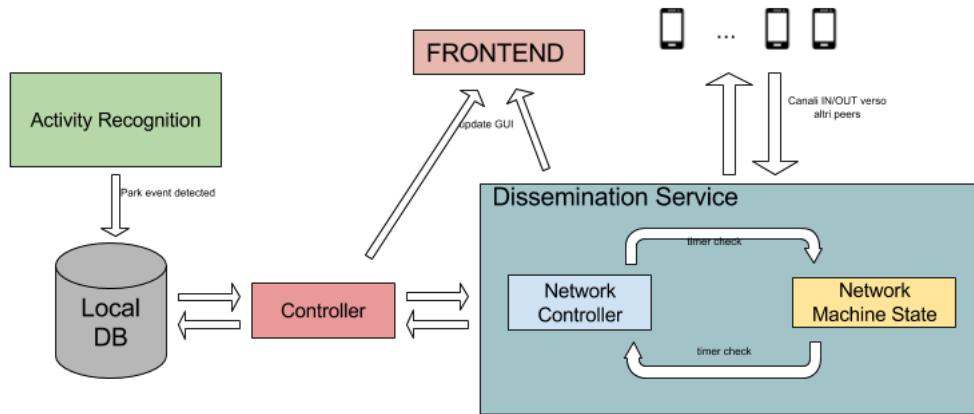 FRONTEND
...
Activity Recognition
update GUI
Canali IN/OUT verso
altri peers
Park event detected
Dissemination Service
timer check
Local
DB
Controller
Network
Controller
Network
Machine State
timer check